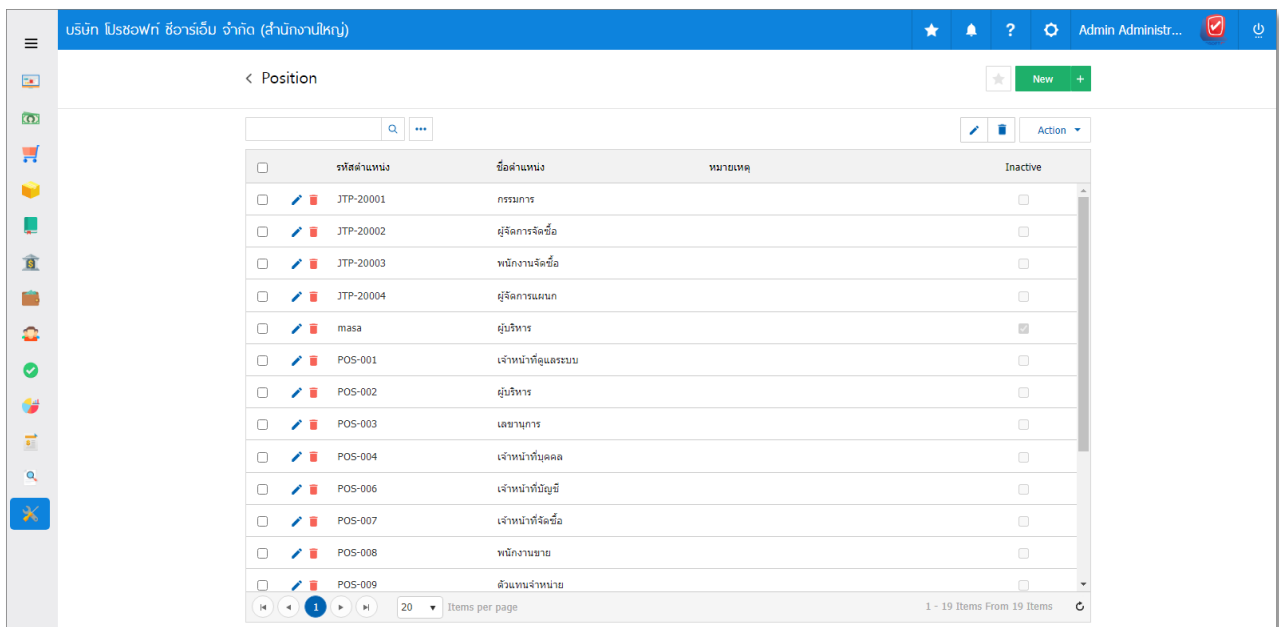 บริษัท โปรซอฟท์ ซีอาร์เอ็ม จำกัด (สำนักงานใหญ่) ? Admin Administr...
< Position New +
Action
รหัสตำแหน่ง ชื่อตำแหน่ง หมายเหตุ Inactive
JTP-20001 กรรมการ
JTP-20002 ผู้จัดการจัดซื้อ
JTP-20003 พนักงานจัดซื้อ
JTP-20004 ผู้จัดการแผนก
masa ผู้บริหาร
POS-001 เจ้าหน้าที่ดูแลระบบ
POS-002 ผู้บริหาร
POS-003 เลขานุการ
POS-004 เจ้าหน้าที่บุคคล
POS-006 เจ้าหน้าที่บัญชี
POS-007 เจ้าหน้าที่จัดซื้อ
POS-008 พนักงานขาย
POS-009 ตัวแทนจำหน่าย
1 20 Items per page 1 - 19 Items From 19 Items